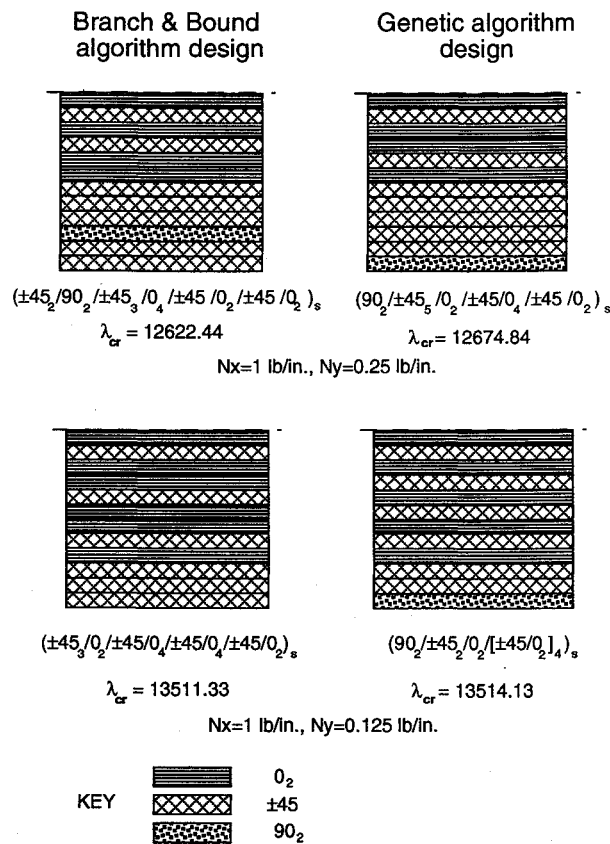 Branch & Bound
algorithm design
Genetic algorithm
design
(±45₂/90₂/±45₃/0₄/±45/0₂/±45/0₂)ₛ
λcr = 12622.44
(90₂/±45₅/0₂/±45/0₄/±45/0₂)ₛ
λcr = 12674.84
Nx=1 lb/in., Ny=0.25 lb/in.
(±45₃/0₂/±45/0₄/±45/0₄/±45/0₂)ₛ
λcr = 13511.33
(90₂/±45₂/0₂/[±45/0₂]₄)ₛ
λcr = 13514.13
Nx=1 lb/in., Ny=0.125 lb/in.
KEY
0₂
±45
90₂